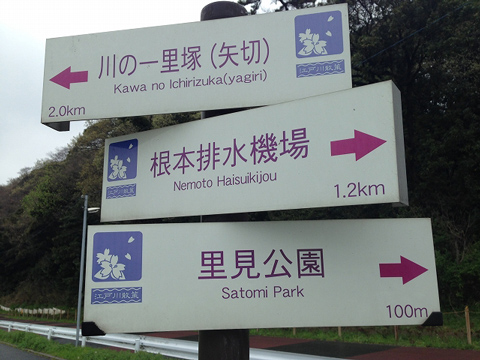 川の一里塚(矢切)
Kawa no Ichirizuka(yagiri)
2.0km
江戸川散策
根本排水機場
Nemoto Haisuikijou
1.2km
江戸川散策
里見公園
Satomi Park
100m
江戸川散策